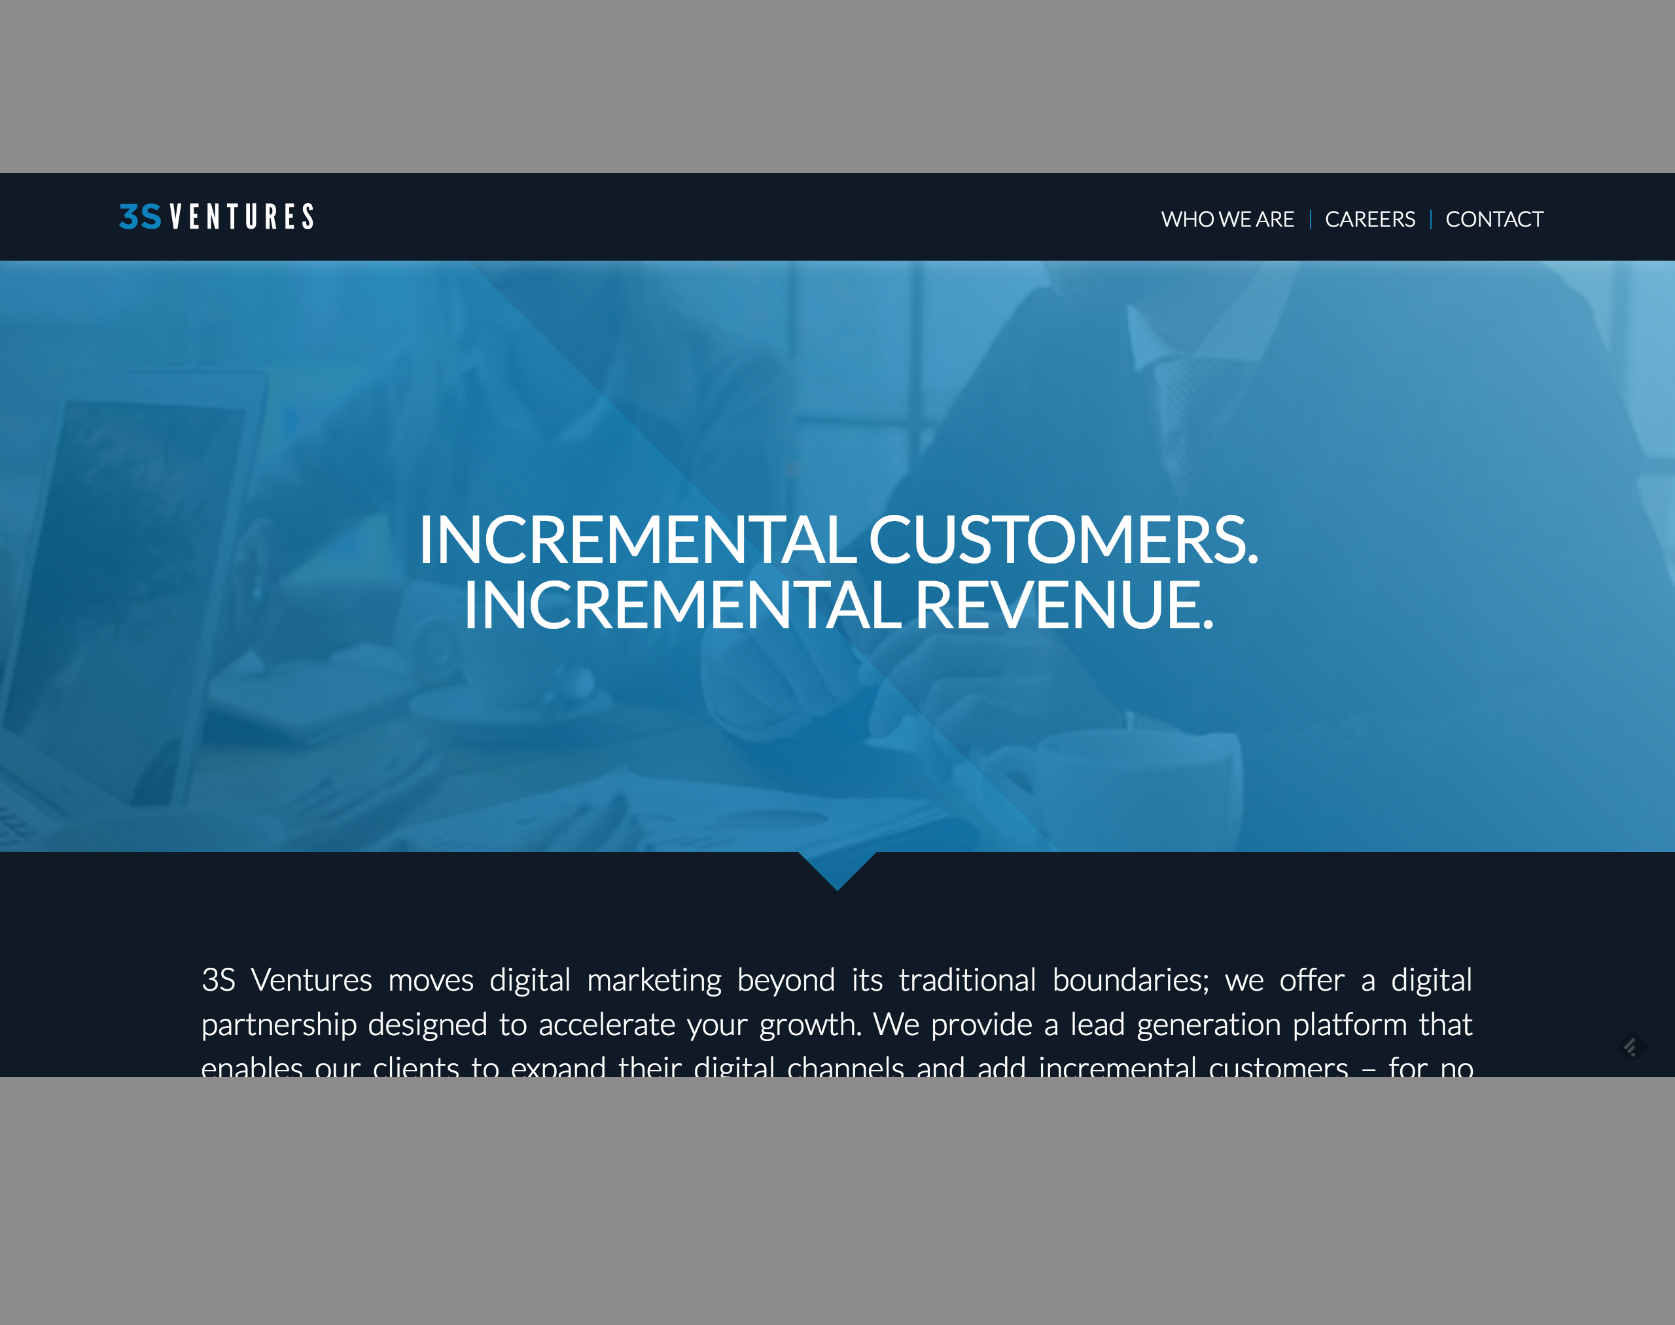 3S VENTURES
WHO WE ARE | CAREERS | CONTACT
INCREMENTAL CUSTOMERS.
INCREMENTAL REVENUE.
3S Ventures moves digital marketing beyond its traditional boundaries; we offer a digital
partnership designed to accelerate your growth. We provide a lead generation platform that
enables our clients to expand their digital channels and add incremental customers – for no